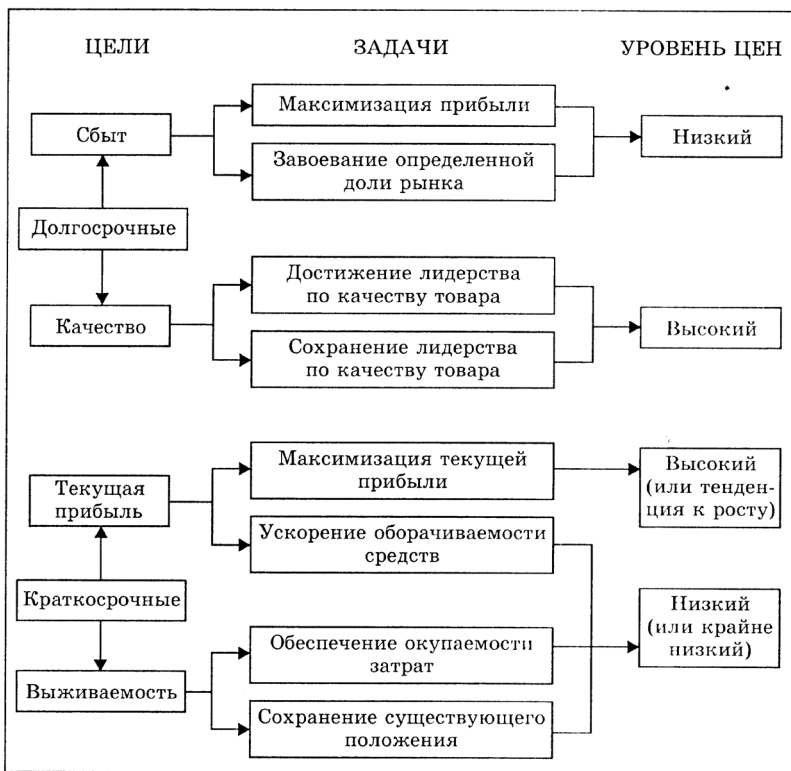 ЦЕЛИ
ЗАДАЧИ
УРОВЕНЬ ЦЕН
Сбыт
Максимизация прибыли
Завоевание определенной
доли рынка
Низкий
Долгосрочные
Качество
Достижение лидерства
по качеству товара
Сохранение лидерства
по качеству товара
Высокий
Текущая
прибыль
Максимизация текущей
прибыли
Ускорение оборачиваемости
средств
Высокий
(или тенден-
ция к росту)
Краткосрочные
Выживаемость
Обеспечение окупаемости
затрат
Сохранение существующего
положения
Низкий
(или крайне
низкий)